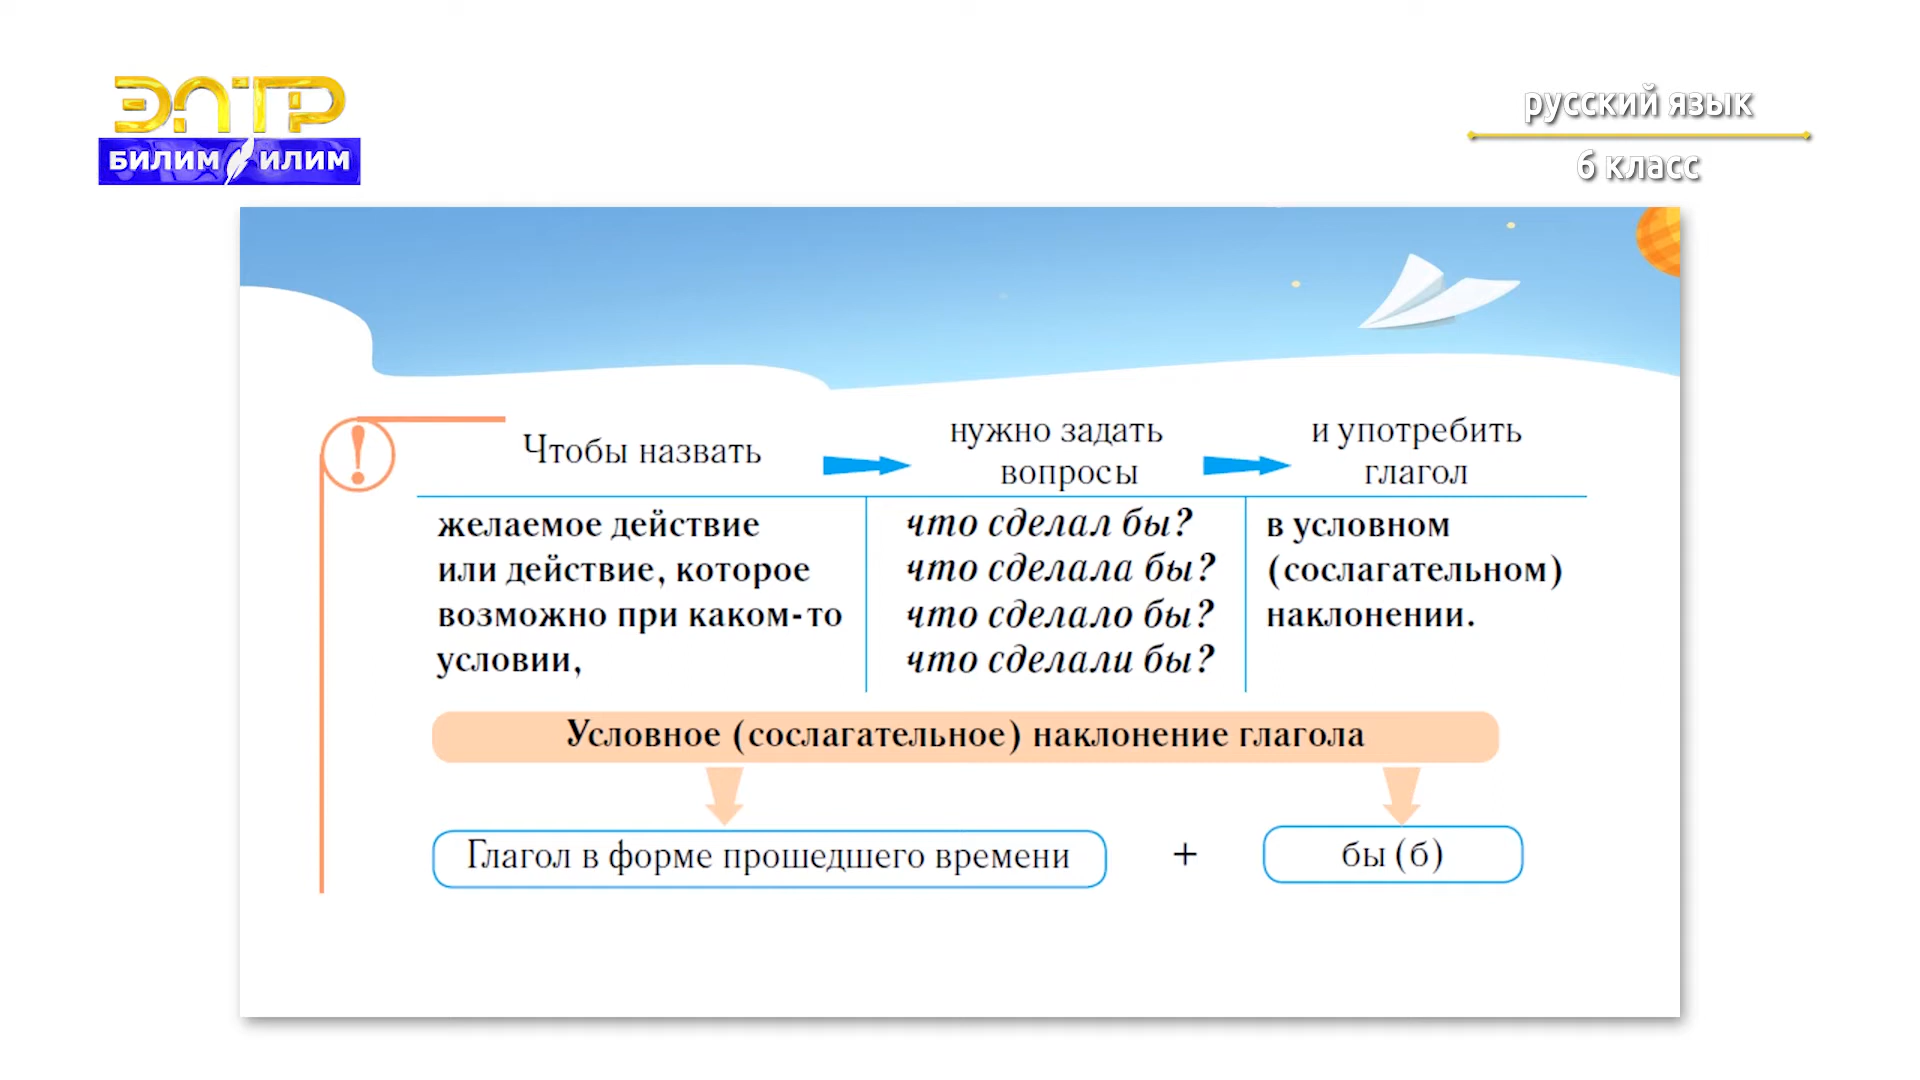 ЭЛТР
БИЛИМ ИЛИМ
русский язык
6 класс
!
Чтобы назвать
нужно задать
вопросы
и употребить
глагол
желаемое действие
или действие, которое
возможно при каком-то
условии,
что сделал бы?
что сделала бы?
что сделало бы?
что сделали бы?
в условном
(сослагательном)
наклонении.
Условное (сослагательное) наклонение глагола
Глагол в форме прошедшего времени + бы (б)